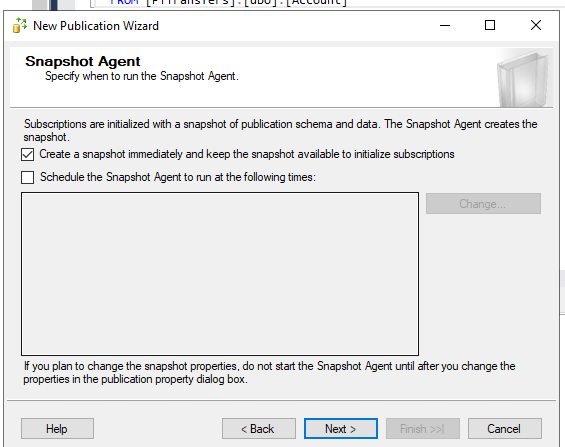 FROM [PTTransfers].[dbo].[Account]
New Publication Wizard
Snapshot Agent
Specify when to run the Snapshot Agent.
Subscriptions are initialized with a snapshot of publication schema and data. The Snapshot Agent creates the
snapshot.
Create a snapshot immediately and keep the snapshot available to initialize subscriptions
Schedule the Snapshot Agent to run at the following times:
Change...
If you plan to change the snapshot properties, do not start the Snapshot Agent until after you change the
properties in the publication property dialog box.
Help
< Back
Next >
Finish >>|
Cancel